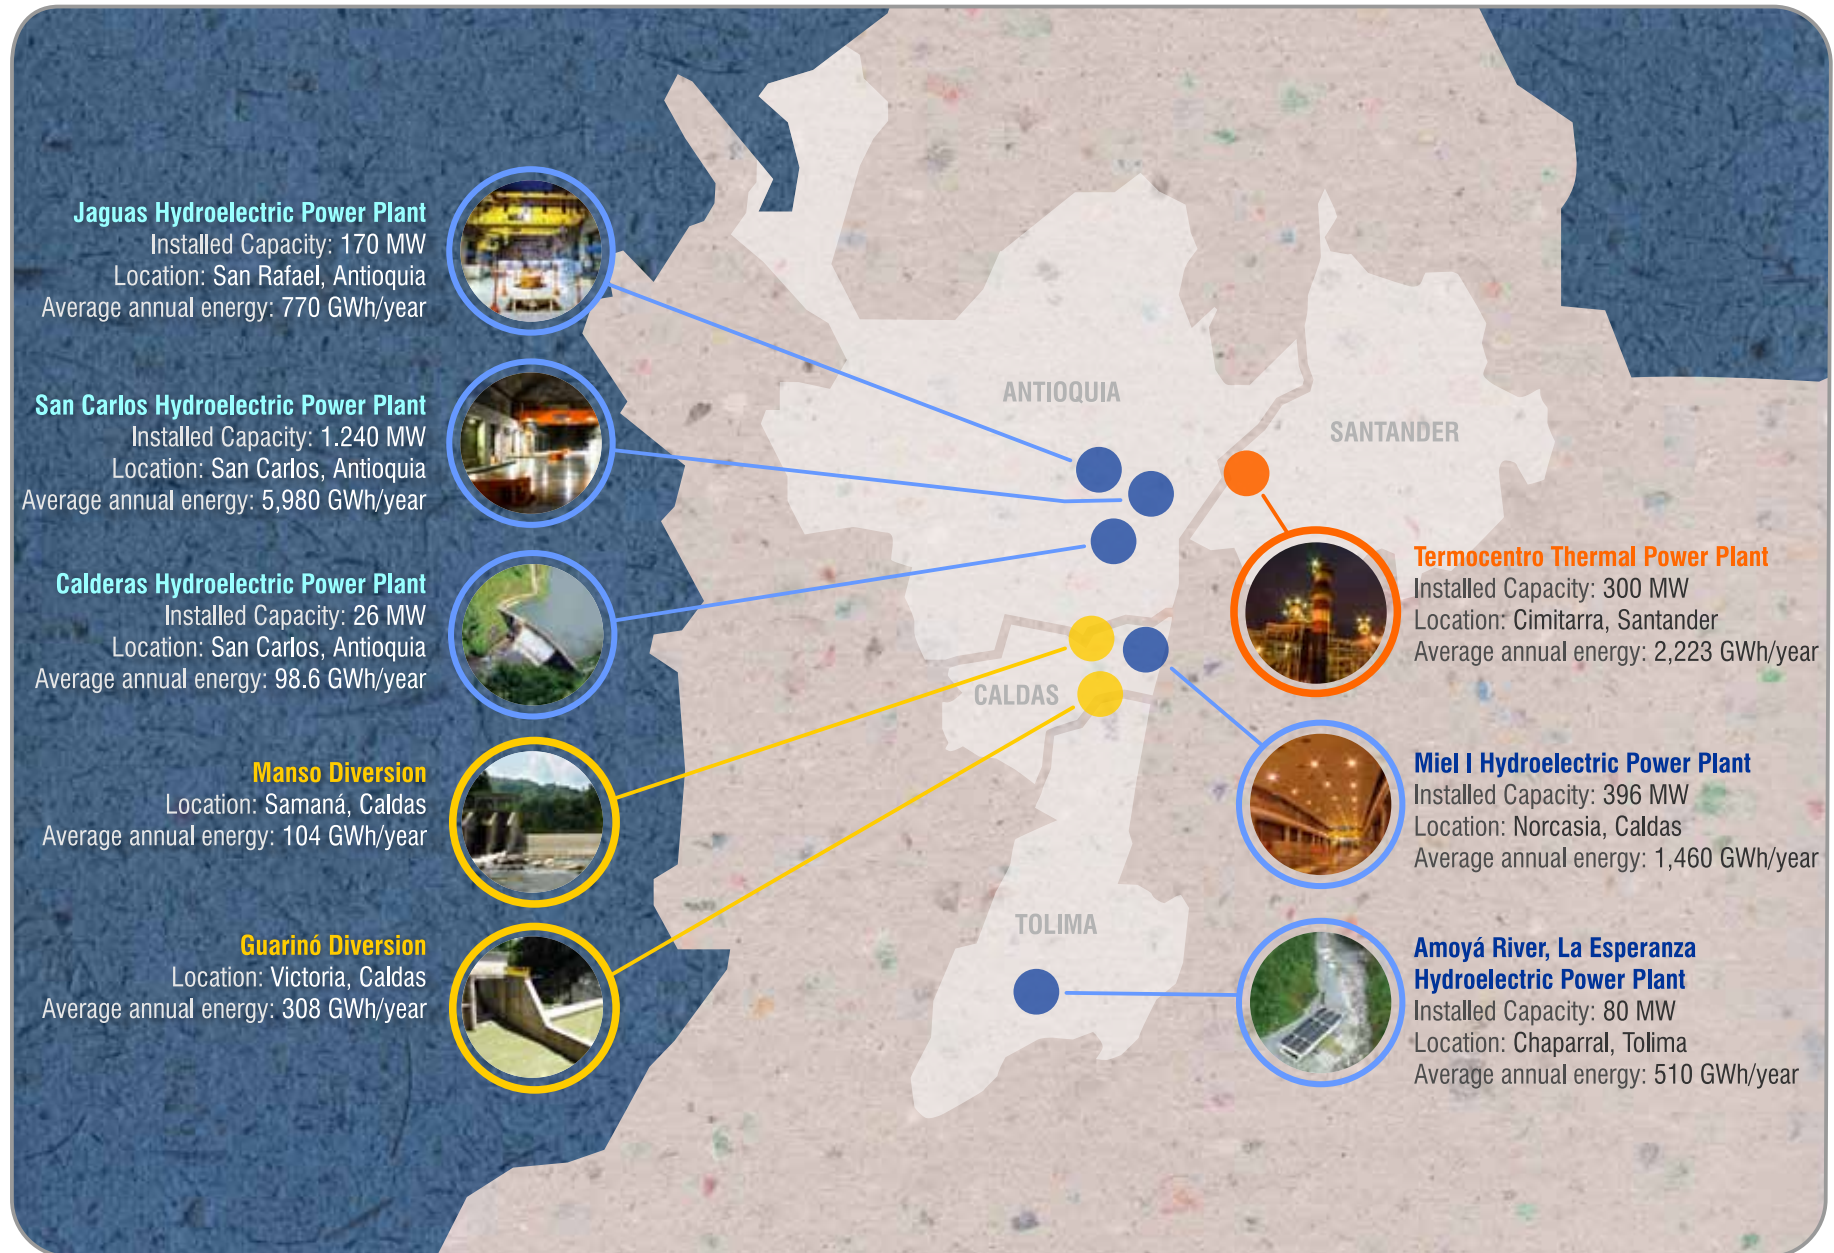 Jaguas Hydroelectric Power Plant
Installed Capacity: 170 MW
Location: San Rafael, Antioquia
Average annual energy: 770 GWh/year
San Carlos Hydroelectric Power Plant
Installed Capacity: 1.240 MW
Location: San Carlos, Antioquia
Average annual energy: 5,980 GWh/year
Calderas Hydroelectric Power Plant
Installed Capacity: 26 MW
Location: San Carlos, Antioquia
Average annual energy: 98.6 GWh/year
Manso Diversion
Location: Samaná, Caldas
Average annual energy: 104 GWh/year
Guarinó Diversion
Location: Victoria, Caldas
Average annual energy: 308 GWh/year
ANTIOQUIA
SANTANDER
CALDAS
TOLIMA
Termocentro Thermal Power Plant
Installed Capacity: 300 MW
Location: Cimitarra, Santander
Average annual energy: 2,223 GWh/year
Miel I Hydroelectric Power Plant
Installed Capacity: 396 MW
Location: Norcasia, Caldas
Average annual energy: 1,460 GWh/year
Amoyá River, La Esperanza
Hydroelectric Power Plant
Installed Capacity: 80 MW
Location: Chaparral, Tolima
Average annual energy: 510 GWh/year